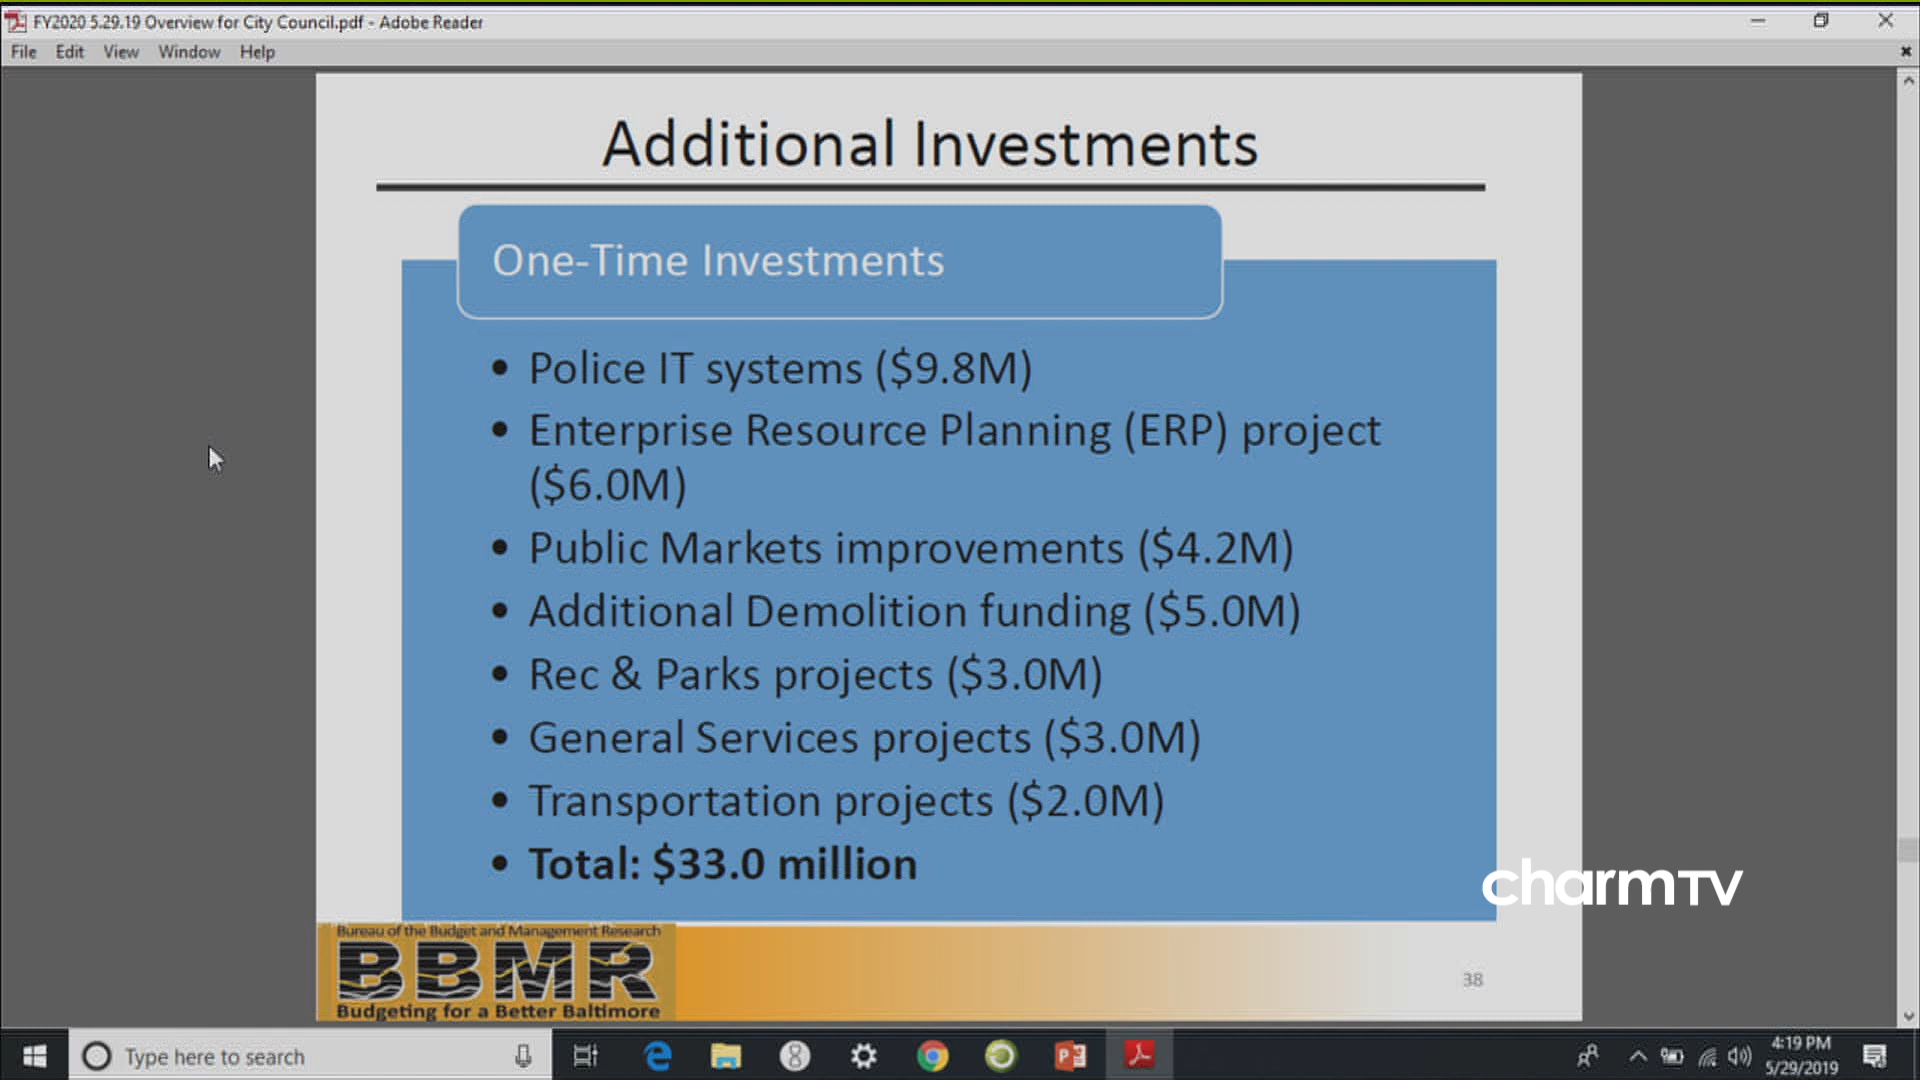 FY2020 5.29.19 Overview for City Council.pdf - Adobe Reader
File Edit View Window Help
Additional Investments
One-Time Investments
• Police IT systems ($9.8M)
• Enterprise Resource Planning (ERP) project
($6.0M)
• Public Markets improvements ($4.2M)
• Additional Demolition funding ($5.0M)
• Rec & Parks projects ($3.0M)
• General Services projects ($3.0M)
• Transportation projects ($2.0M)
• Total: $33.0 million
charmTV
Bureau of the Budget and Management Research
BBMR
Budgeting for a Better Baltimore
38
Type here to search
4:19 PM
5/29/2019